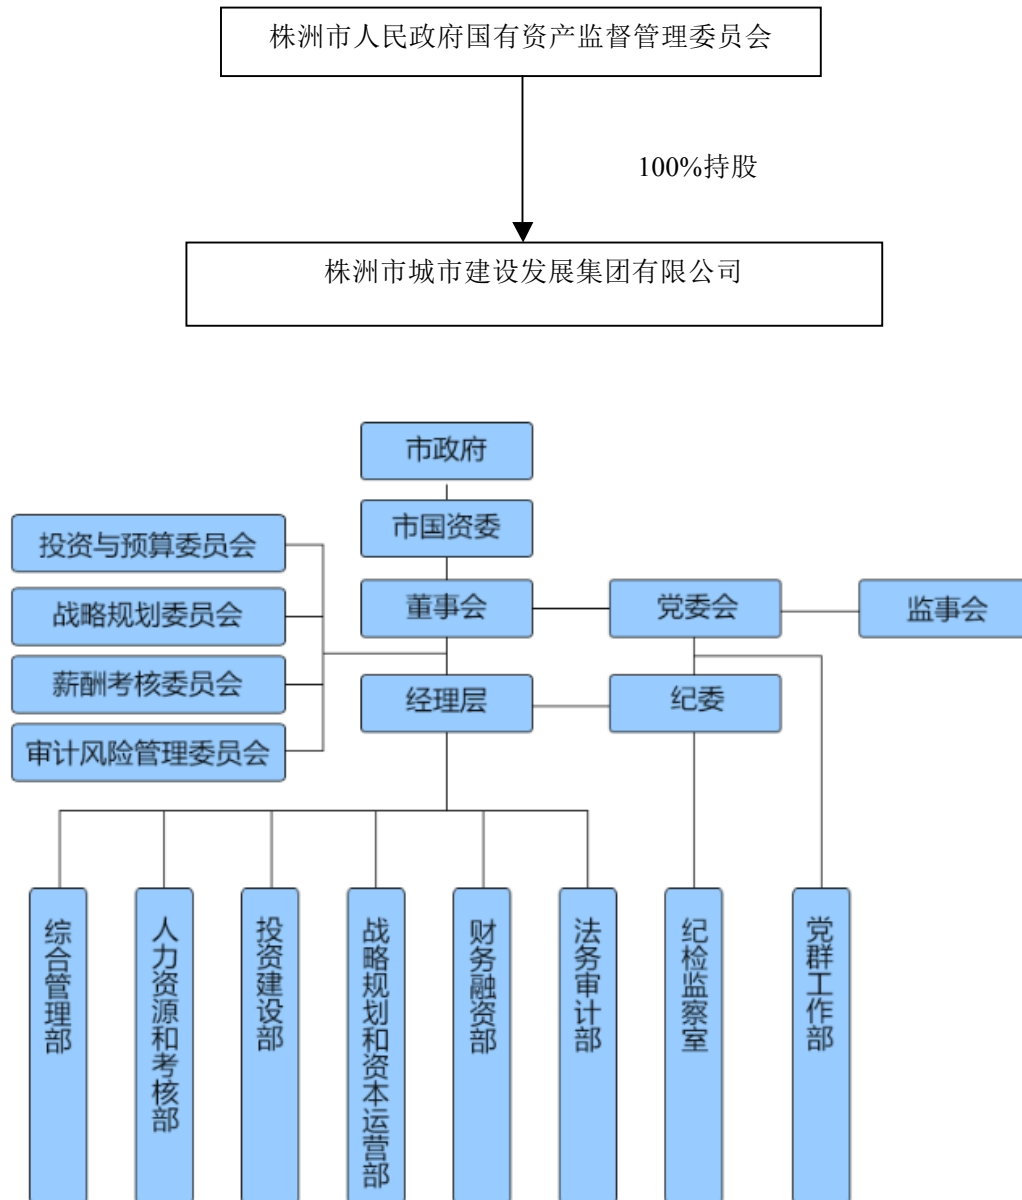 株洲市人民政府国有资产监督管理委员会
100%持股
株洲市城市建设发展集团有限公司
市政府
市国资委
投资与预算委员会
战略规划委员会
薪酬考核委员会
审计风险管理委员会
董事会
党委会
监事会
经理层
纪委
综合管理部
人力资源和考核部
投资建设部
战略规划和资本运营部
财务融资部
法务审计部
纪检监察室
党群工作部